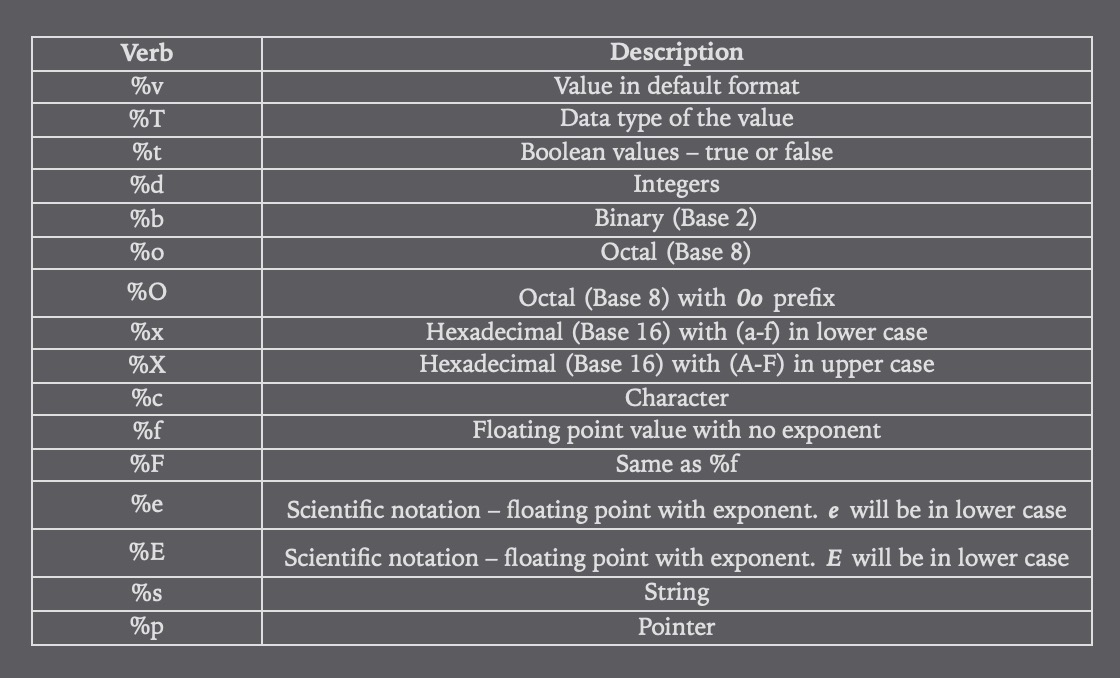 Verb Description
%v Value in default format
%T Data type of the value
%t Boolean values – true or false
%d Integers
%b Binary (Base 2)
%o Octal (Base 8)
%O Octal (Base 8) with 0o prefix
%x Hexadecimal (Base 16) with (a-f) in lower case
%X Hexadecimal (Base 16) with (A-F) in upper case
%c Character
%f Floating point value with no exponent
%F Same as %f
%e Scientific notation – floating point with exponent. e will be in lower case
%E Scientific notation – floating point with exponent. E will be in lower case
%s String
%p Pointer